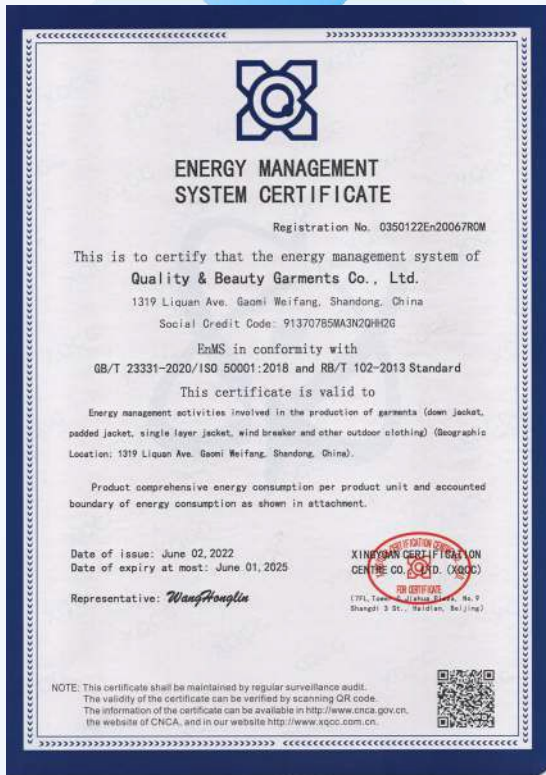 ENERGY MANAGEMENT
SYSTEM CERTIFICATE
Registration No. 0350122En20067R0M
This is to certify that the energy management system of
Quality & Beauty Garments Co., Ltd.
1319 Liquan Ave. Gaomi Weifang, Shandong, China
Social Credit Code: 91370785MA3N2QHH2G
EnMS in conformity with
GB/T 23331-2020/ISO 50001:2018 and RB/T 102-2013 Standard
This certificate is valid to
Energy management activities involved in the production of garments (down jacket,
padded jacket, single layer jacket, wind breaker and other outdoor clothing) (Geographic
Location: 1319 Liquan Ave. Gaomi Weifang, Shandong, China).
Product comprehensive energy consumption per product unit and accounted
boundary of energy consumption as shown in attachment.
Date of issue: June 02, 2022
Date of expiry at most: June 01, 2025
Representative: WangHonglin
XINGYUAN CERTIFICATION
CENTRE CO., LTD. (XQCC)
FOR CERTIFICATE
(7FL, Tower Jiahua Plaza, No.9
Shangdi 3 St., Haidian, Beijing)
NOTE: This certificate shall be maintained by regular surveillance audit.
The validity of the certificate can be verified by scanning QR code.
The information of the certificate can be available in http://www.cnca.gov.cn,
the website of CNCA, and in our website http://www.xqcc.com.cn.